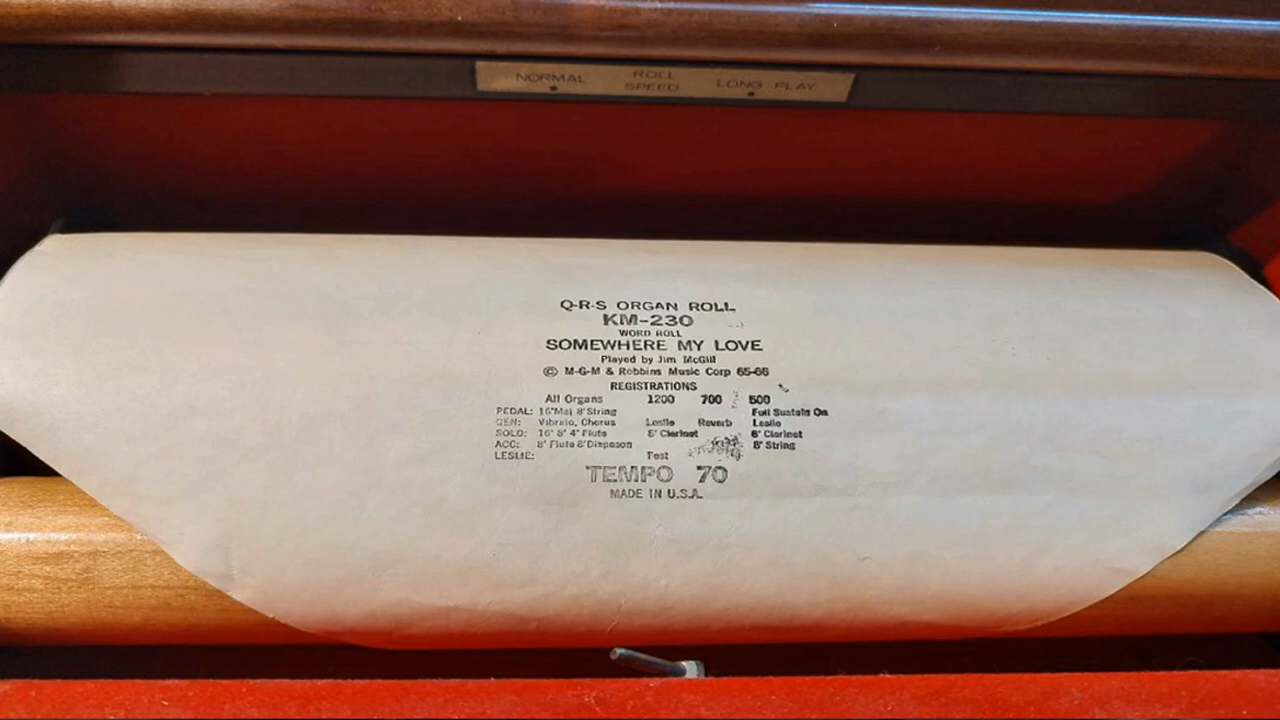 NORMAL ROLL SPEED LONG PLAY
Q·R·S ORGAN ROLL
KM-230
WORD ROLL
SOMEWHERE MY LOVE
Played by Jim McGill
© M-G-M & Robbins Music Corp 65-66
REGISTRATIONS
All Organs 1200 700 500
PEDAL: 16' 8' String Full Sustain On
GEN: Vibrato, Chorus Leslie Reverb Leslie
SOLO: 16' 8' 4' Flute 8' Clarinet Clarinet
ACC: 8' Flute 8' Diapason 8' String
LESLIE: Fast
TEMPO 70
MADE IN U.S.A.